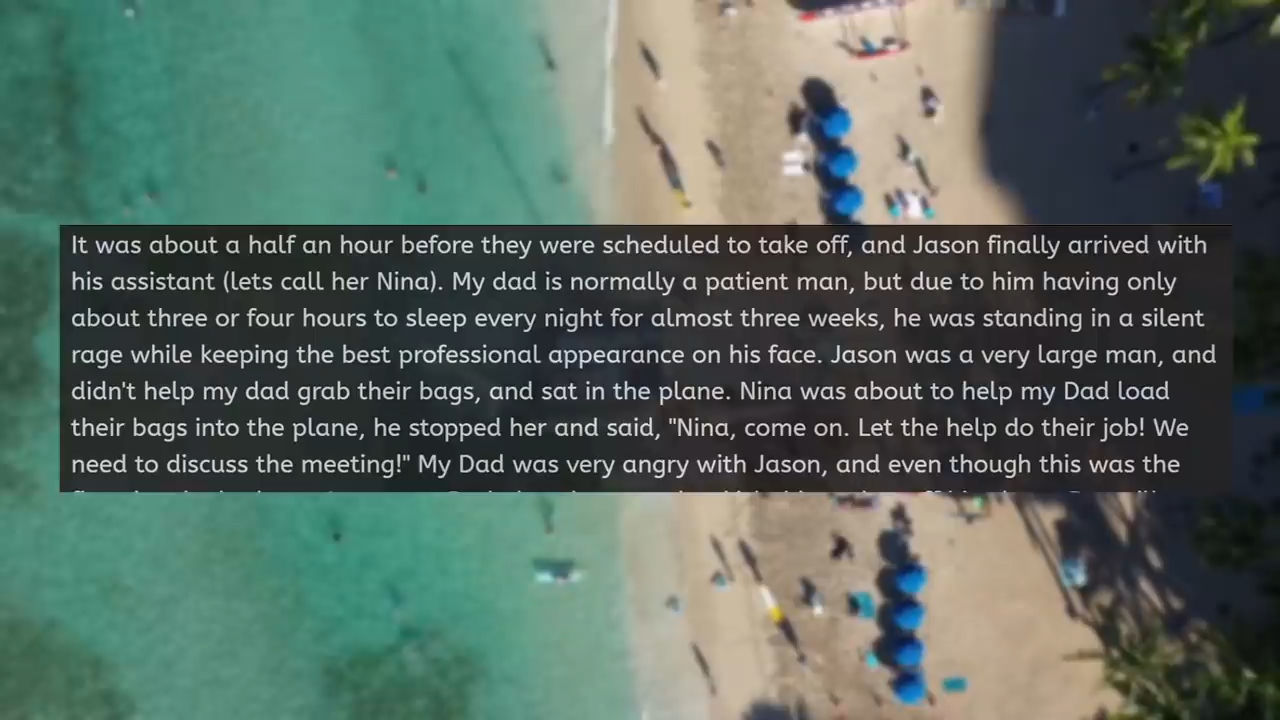 It was about a half an hour before they were scheduled to take off, and Jason finally arrived with
his assistant (lets call her Nina). My dad is normally a patient man, but due to him having only
about three or four hours to sleep every night for almost three weeks, he was standing in a silent
rage while keeping the best professional appearance on his face. Jason was a very large man, and
didn't help my dad grab their bags, and sat in the plane. Nina was about to help my Dad load
their bags into the plane, he stopped her and said, "Nina, come on. Let the help do their job! We
need to discuss the meeting!" My Dad was very angry with Jason, and even though this was the